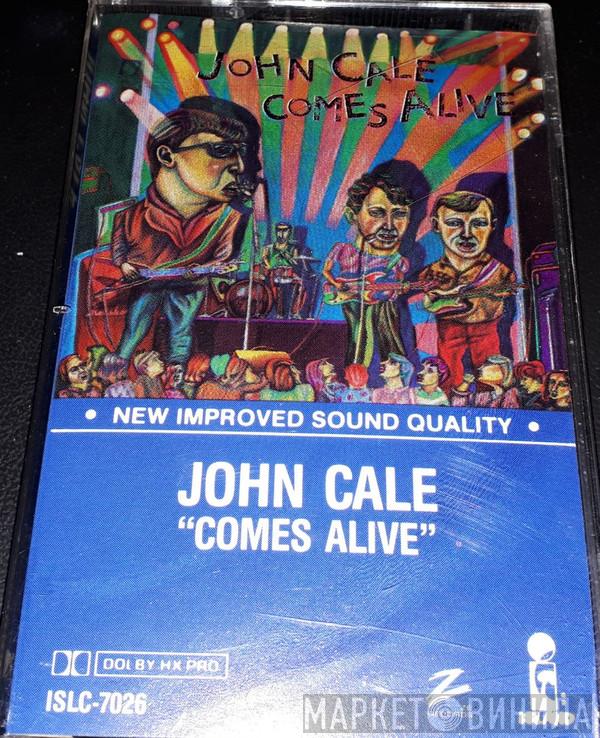 JOHN CALE
COMES ALIVE
• NEW IMPROVED SOUND QUALITY •
JOHN CALE
“COMES ALIVE”
DOLBY HX PRO
ISLC-7026
Z
МАРКЕТ ВИНИЛА